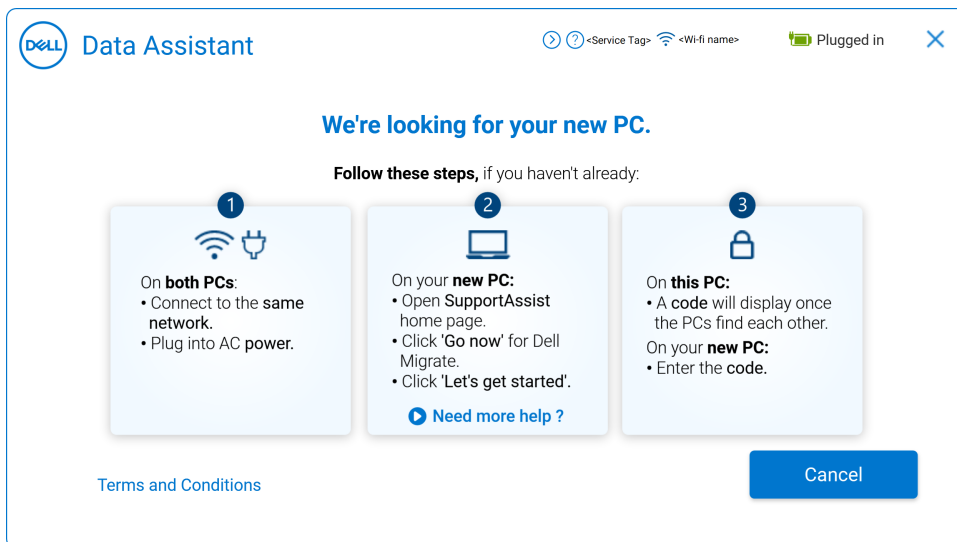 DELL
Data Assistant
<Service Tag>
<Wi-fi name>
Plugged in
We're looking for your new PC.
Follow these steps, if you haven't already:
1
On both PCs:
• Connect to the same
network.
• Plug into AC power.
2
On your new PC:
• Open SupportAssist
home page.
• Click 'Go now' for Dell
Migrate.
• Click 'Let's get started'.
Need more help ?
3
On this PC:
• A code will display once
the PCs find each other.
On your new PC:
• Enter the code.
Terms and Conditions
Cancel